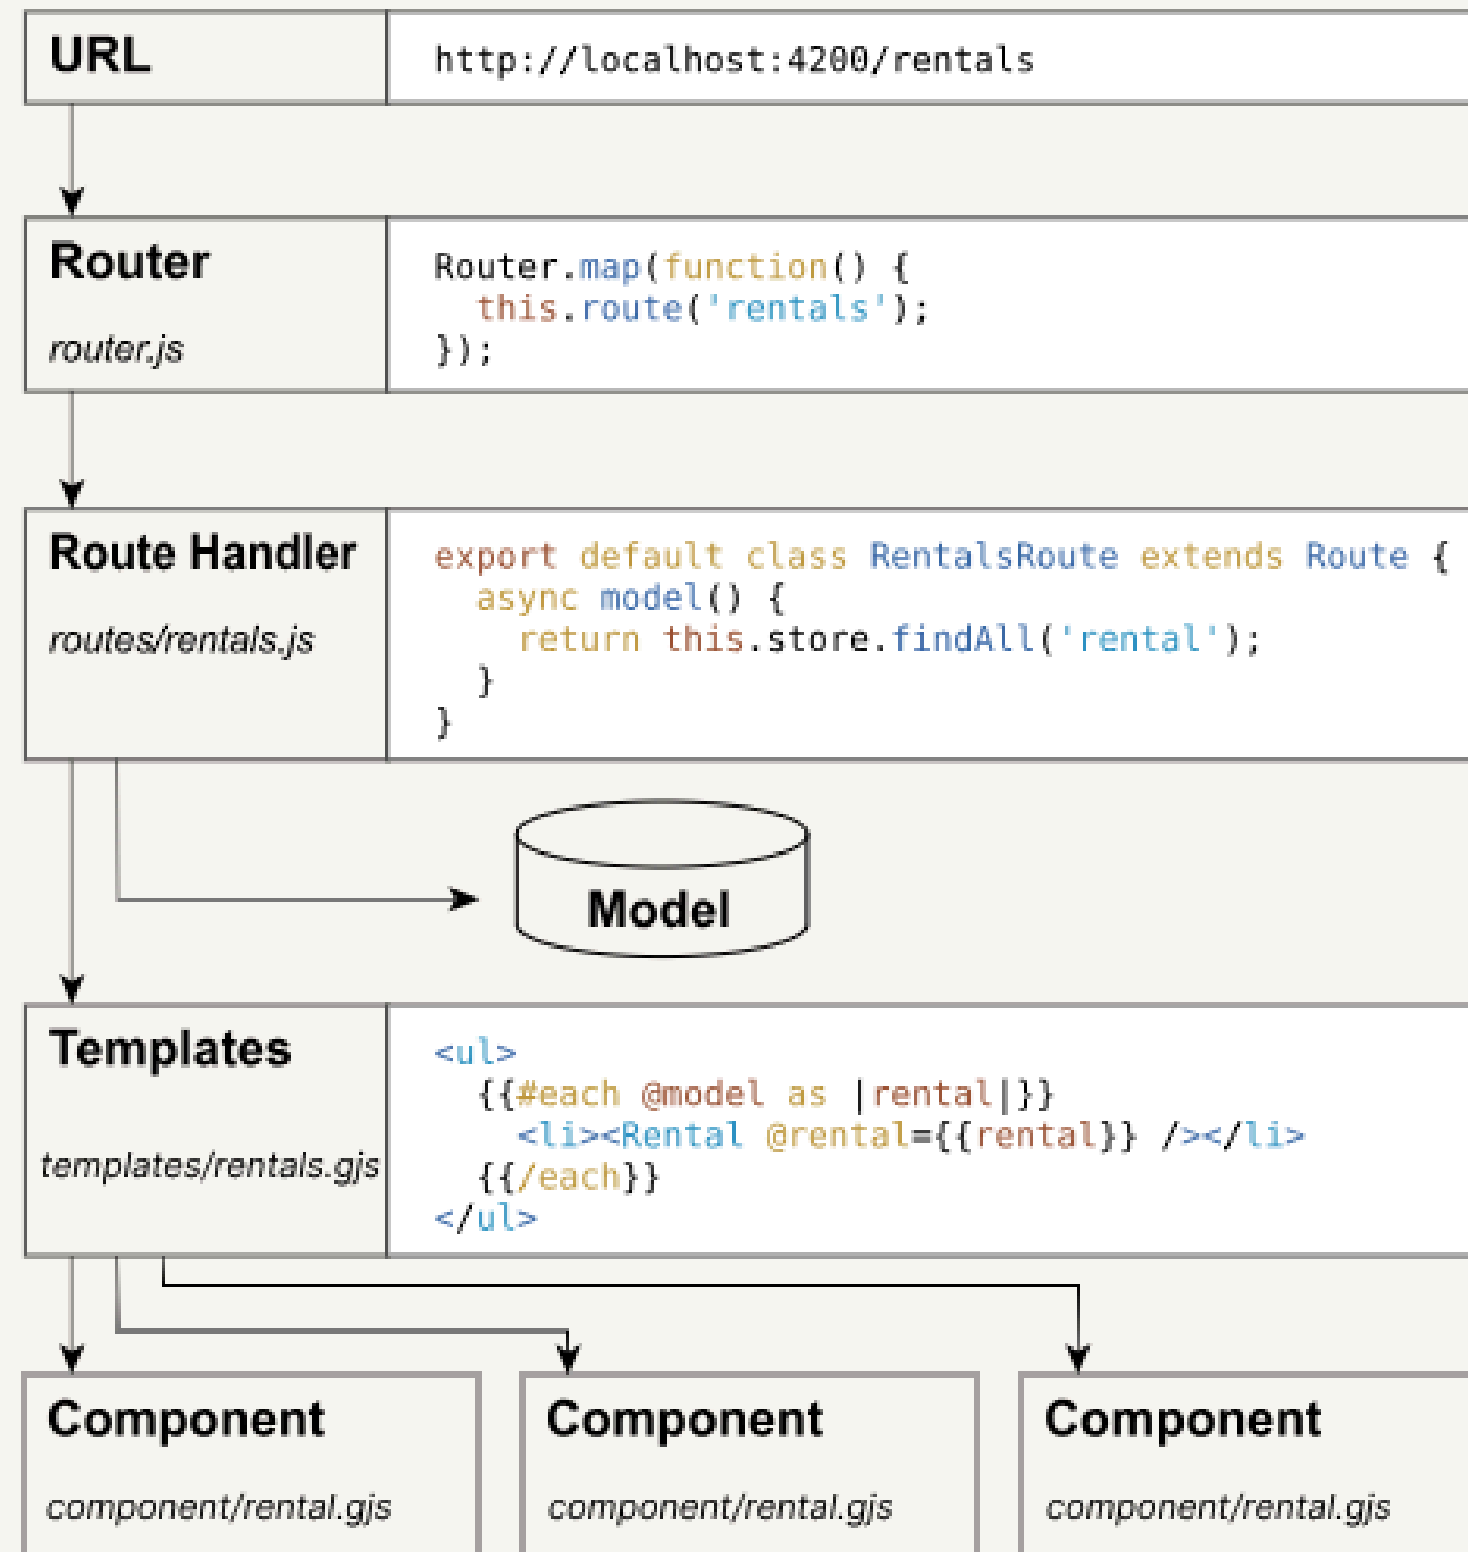 URL
http://localhost:4200/rentals
Router
router.js
Router.map(function() {
  this.route('rentals');
});
Route Handler
routes/rentals.js
export default class RentalsRoute extends Route {
  async model() {
    return this.store.findAll('rental');
  }
}
Model
Templates
templates/rentals.gjs
<ul>
  {{#each @model as |rental|}}
    <li><Rental @rental={{rental}} /></li>
  {{/each}}
</ul>
Component
component/rental.gjs
Component
component/rental.gjs
Component
component/rental.gjs